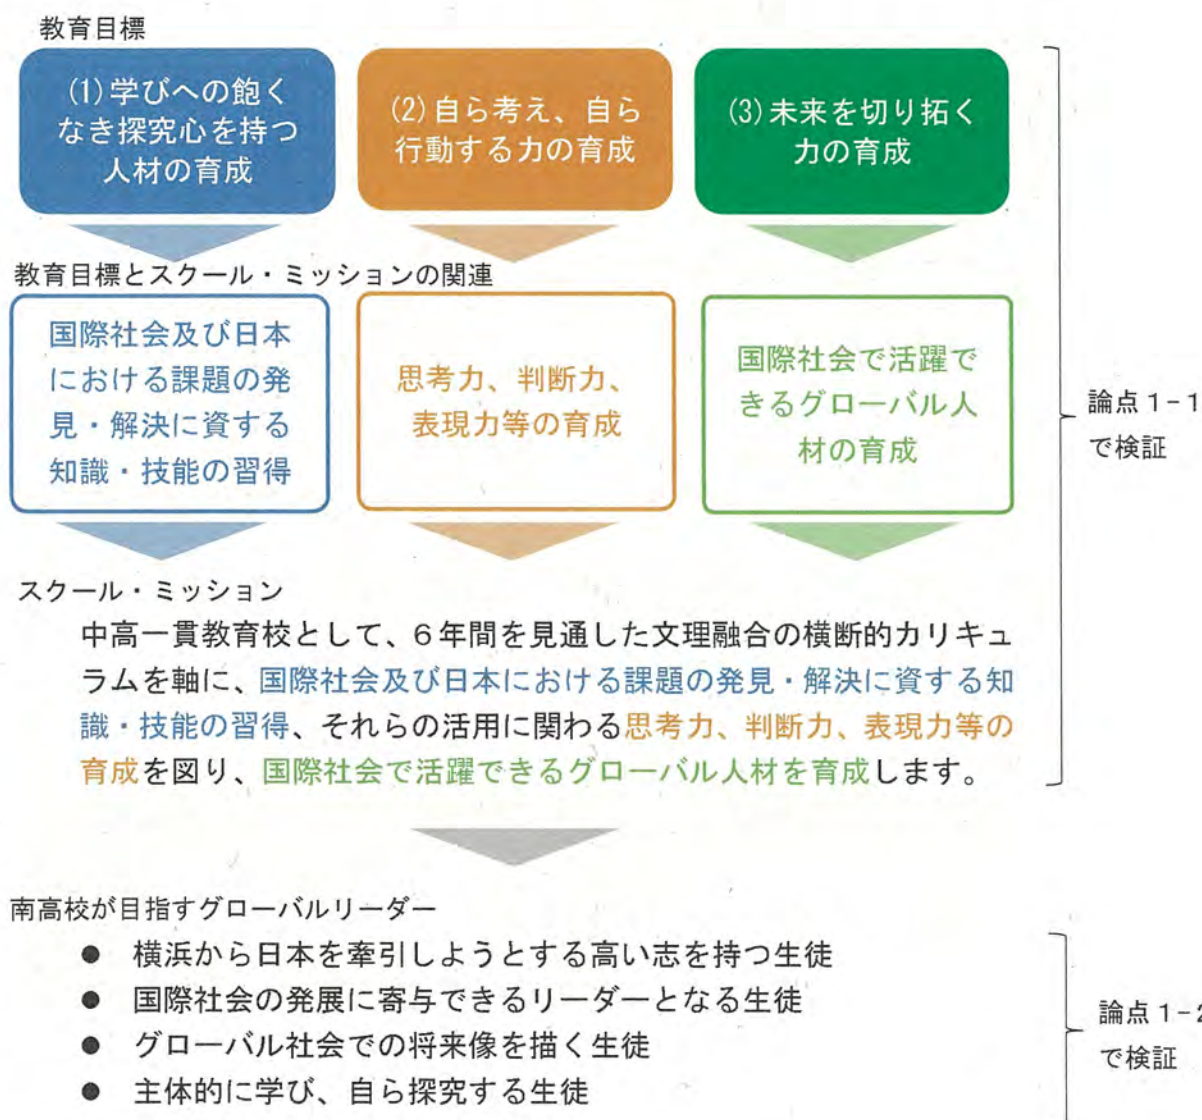 教育目標
(1)学びへの飽く
なき探究心を持つ
人材の育成
(2)自ら考え、自ら
行動する力の育成
(3)未来を切り拓く
力の育成
教育目標とスクール・ミッションの関連
国際社会及び日本
における課題の発
見・解決に資する
知識・技能の習得
思考力、判断力、
表現力等の育成
国際社会で活躍で
きるグローバル人
材の育成
論点1-1
で検証
スクール・ミッション
中高一貫教育校として、6年間を見通した文理融合の横断的カリキュ
ラムを軸に、国際社会及び日本における課題の発見・解決に資する知
識・技能の習得、それらの活用に関わる思考力、判断力、表現力等の
育成を図り、国際社会で活躍できるグローバル人材を育成します。
南高校が目指すグローバルリーダー
● 横浜から日本を牽引しようとする高い志を持つ生徒
● 国際社会の発展に寄与できるリーダーとなる生徒
● グローバル社会での将来像を描く生徒
● 主体的に学び、自ら探究する生徒
論点1-2
で検証